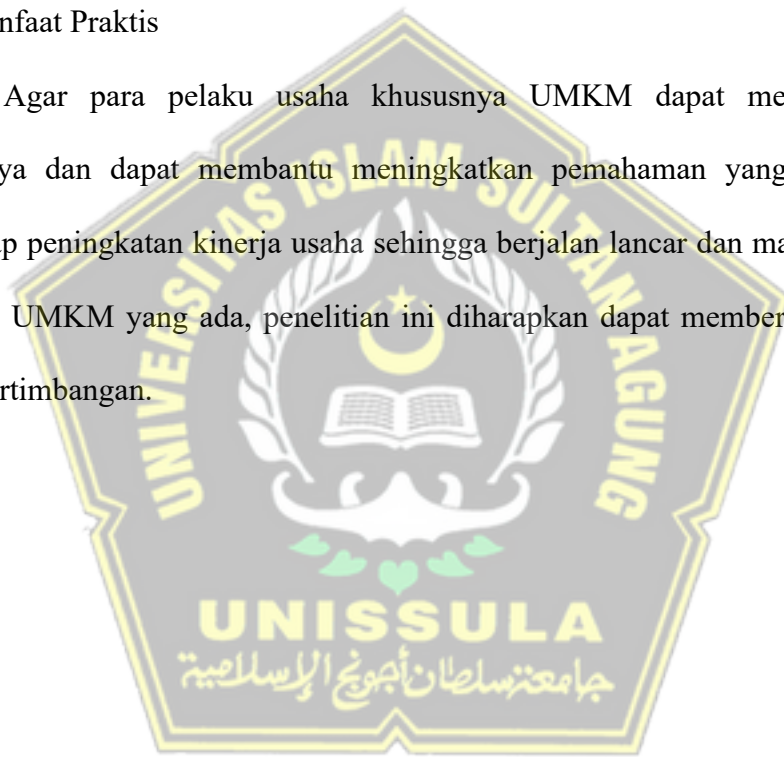 nfaat Praktis
Agar para pelaku usaha khususnya UMKM dapat me
ya dan dapat membantu meningkatkan pemahaman yang
p peningkatan kinerja usaha sehingga berjalan lancar dan ma
UMKM yang ada, penelitian ini diharapkan dapat member
rtimbangan.
UNIVERSITAS ISLAM SULTAN AGUNG
UNISSULA
جامعة سلطان أجونج الإسلامية